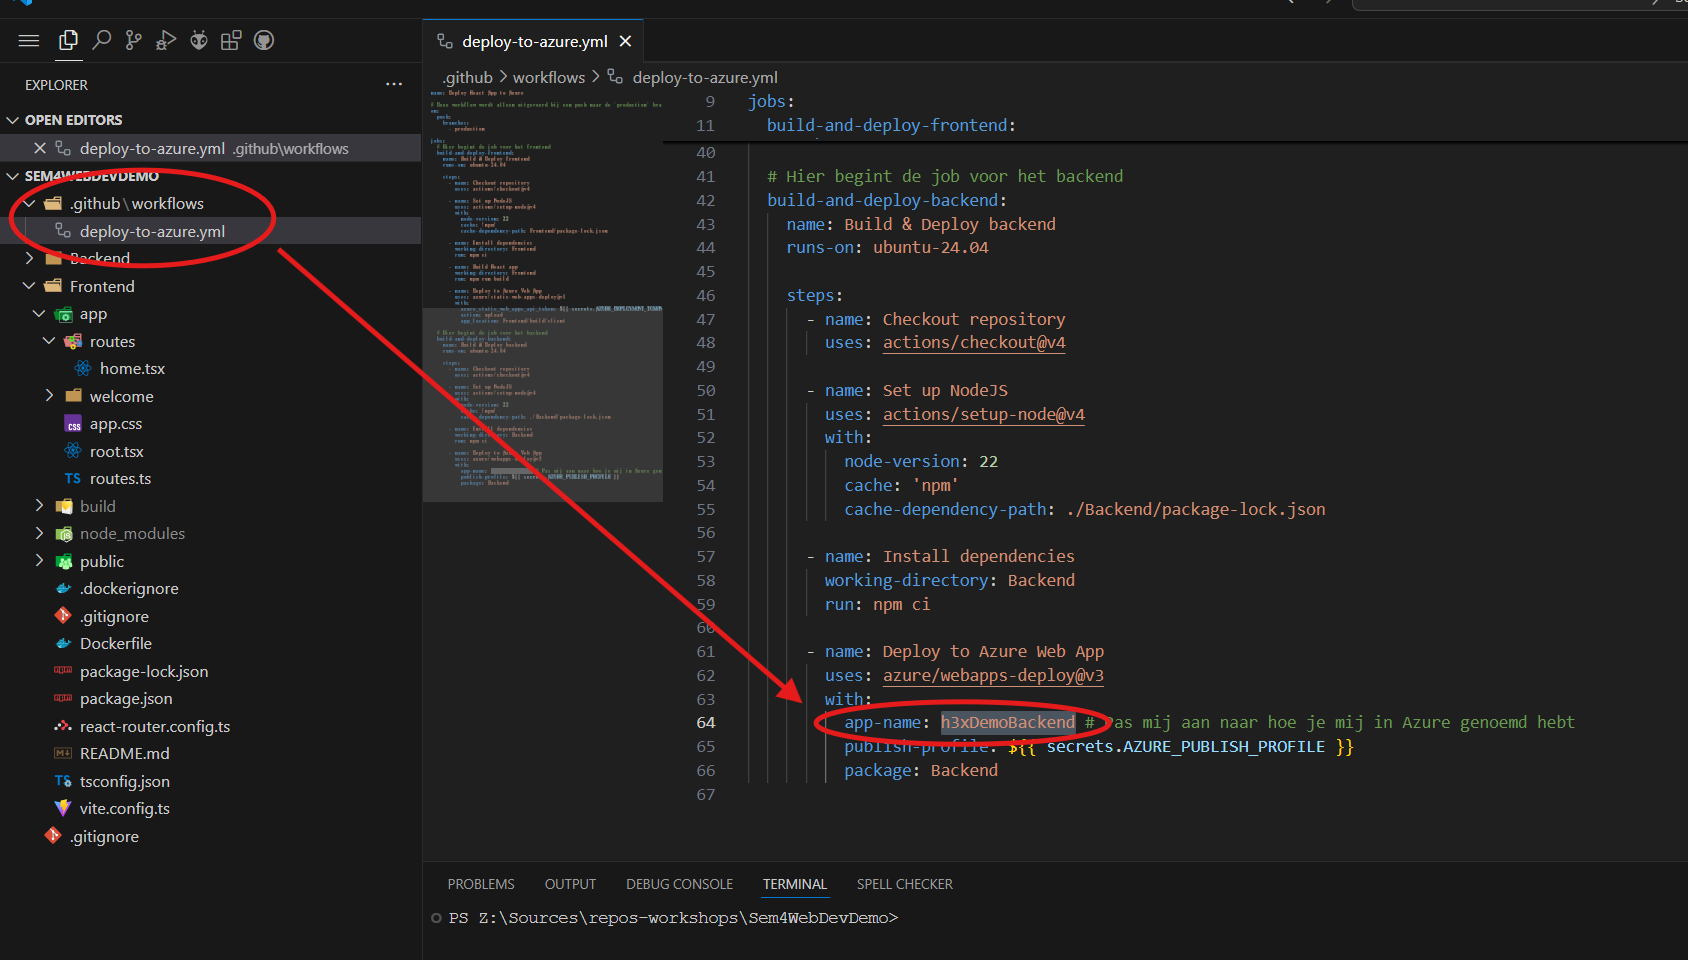 deploy-to-azure.yml
.github > workflows > deploy-to-azure.yml
EXPLORER
OPEN EDITORS
deploy-to-azure.yml .github\workflows
SEM4WEBDEVDEMO
.github\workflows
deploy-to-azure.yml
Backend
Frontend
app
routes
home.tsx
welcome
app.css
root.tsx
TS routes.ts
build
node_modules
public
.dockerignore
.gitignore
Dockerfile
package-lock.json
package.json
react-router.config.ts
README.md
tsconfig.json
vite.config.ts
.gitignore
9 jobs:
11 build-and-deploy-frontend:
40
41 # Hier begint de job voor het backend
42 build-and-deploy-backend:
43 name: Build & Deploy backend
44 runs-on: ubuntu-24.04
45
46 steps:
47 - name: Checkout repository
48 uses: actions/checkout@v4
49
50 - name: Set up NodeJS
51 uses: actions/setup-node@v4
52 with:
53 node-version: 22
54 cache: 'npm'
55 cache-dependency-path: ./Backend/package-lock.json
56
57 - name: Install dependencies
58 working-directory: Backend
59 run: npm ci
60
61 - name: Deploy to Azure Web App
62 uses: azure/webapps-deploy@v3
63 with:
64 app-name: h3xDemoBackend # Pas mij aan naar hoe je mij in Azure genoemd hebt
65 publish-profile: ${{ secrets.AZURE_PUBLISH_PROFILE }}
66 package: Backend
67
PROBLEMS OUTPUT DEBUG CONSOLE TERMINAL SPELL CHECKER
PS Z:\Sources\repos-workshops\Sem4WebDevDemo>